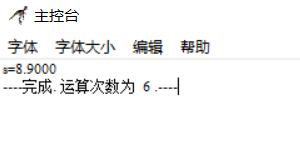 主控台
字体 字体大小 编辑 帮助
s=8.9000
----完成. 运算次数为 6 .----